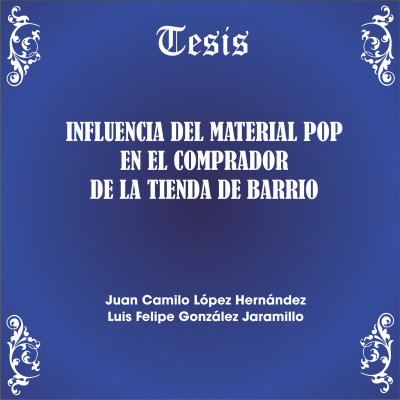 Tesis
INFLUENCIA DEL MATERIAL POP
EN EL COMPRADOR
DE LA TIENDA DE BARRIO
Juan Camilo López Hernández
Luis Felipe González Jaramillo